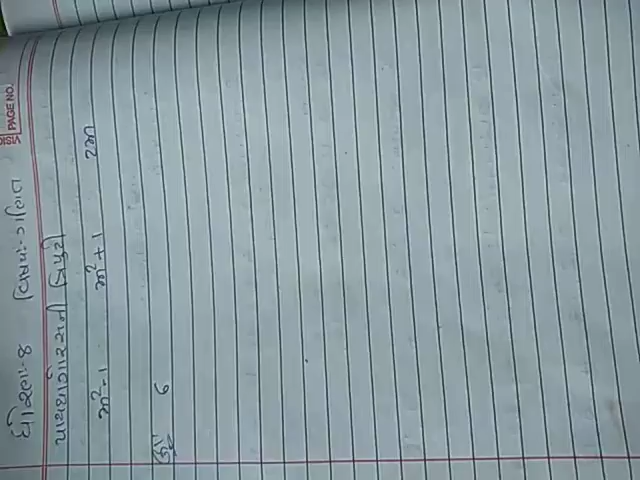 PAGE NO.
ધોરણ:-8 વિષય:-ગણિત
પાયથાગોરસની ત્રિપુટી
m²-1 m²+1 2m
6